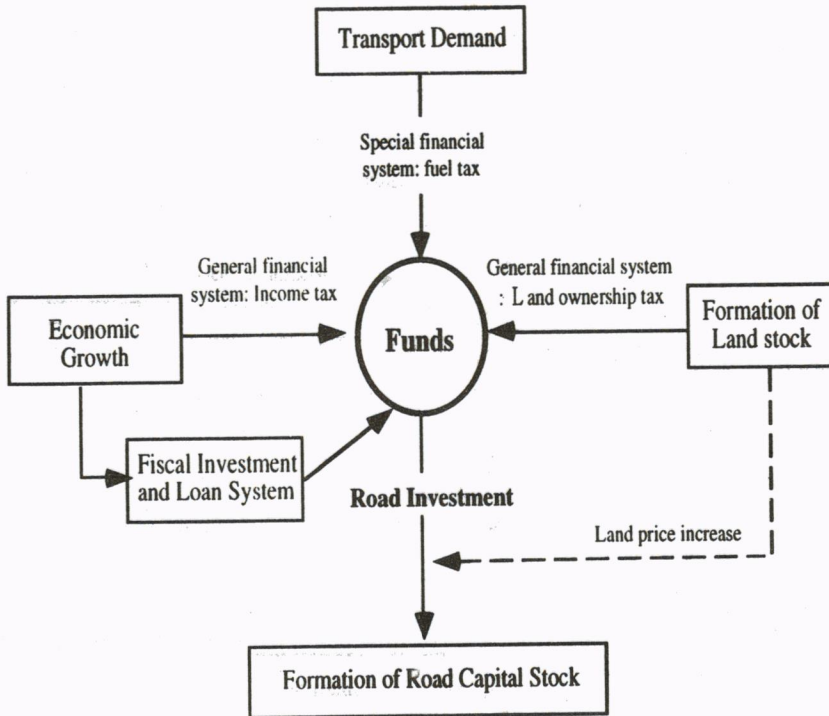 Transport Demand
Special financial
system: fuel tax
General financial
system: Income tax
General financial system
: L and ownership tax
Economic
Growth
Funds
Formation of
Land stock
Fiscal Investment
and Loan System
Road Investment
Land price increase
Formation of Road Capital Stock